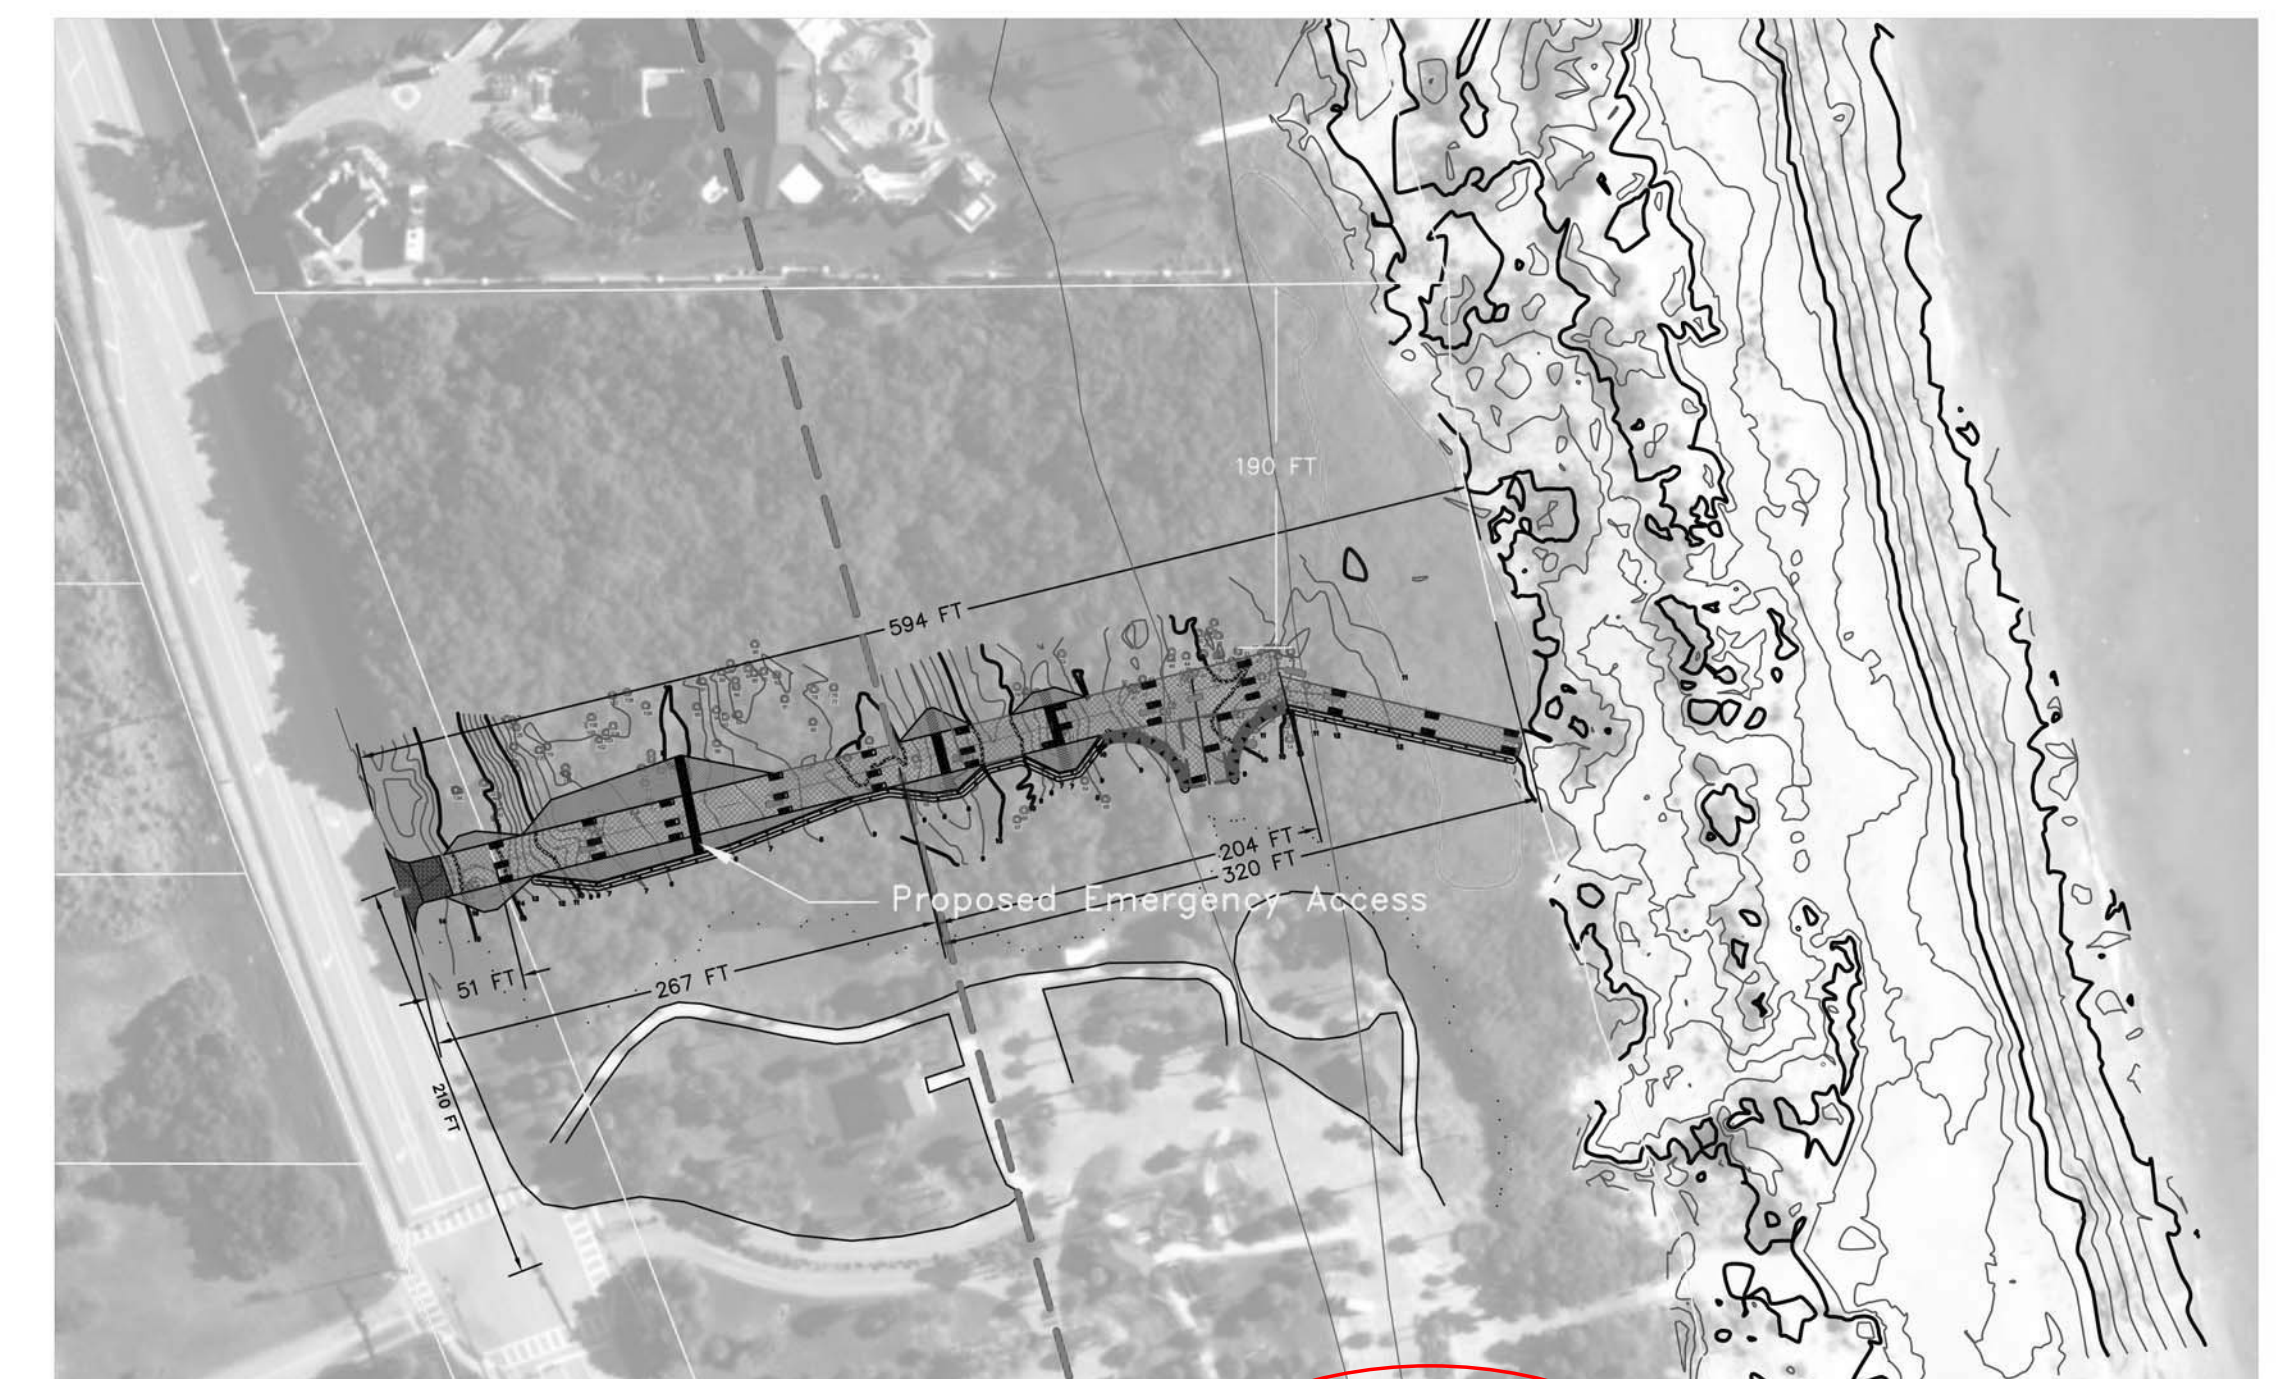 190 FT
594 FT
204 FT
320 FT
Proposed Emergency Access
51 FT
267 FT
210 FT